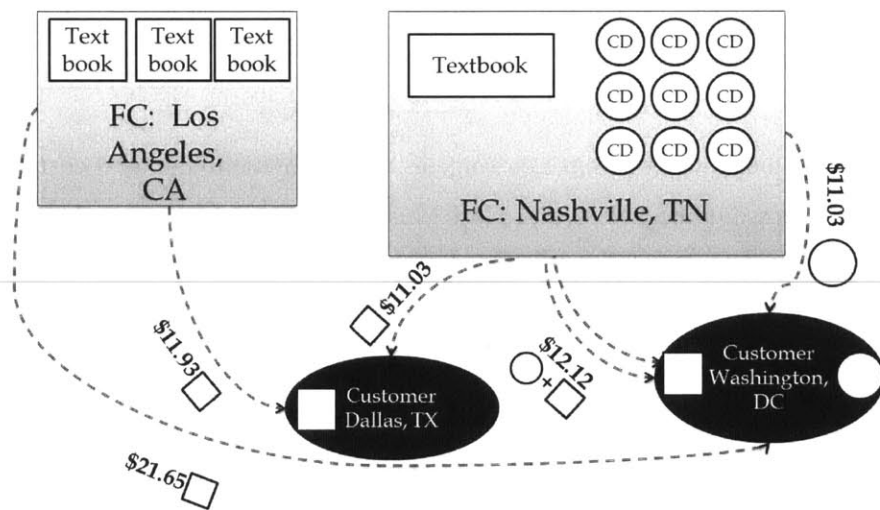 Text
book
Text
book
Text
book
FC: Los
Angeles,
CA
Textbook
CD CD CD
CD CD CD
CD CD CD
FC: Nashville, TN
$11.03
$11.03
$11.93
$12.12
+
Customer
Dallas, TX
Customer
Washington,
DC
$21.65